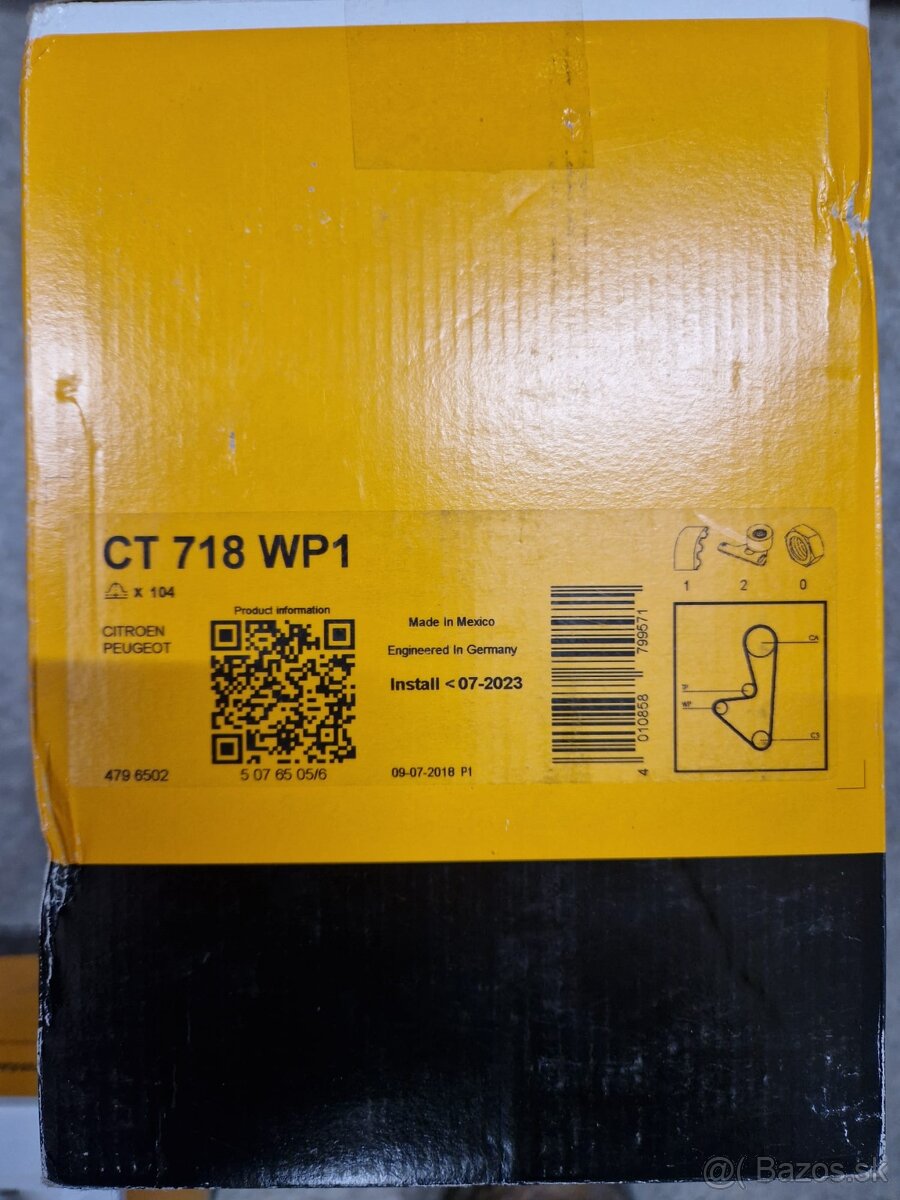 CT 718 WP1
x 104
Product information
CITROEN
PEUGEOT
Made in Mexico
Engineered in Germany
Install < 07-2023
479 6502
5 07 65 05/6
09-07-2018 P1
4 010858 799571
1 2 0
CA
TP
WP
CS
@( Bazos.sk